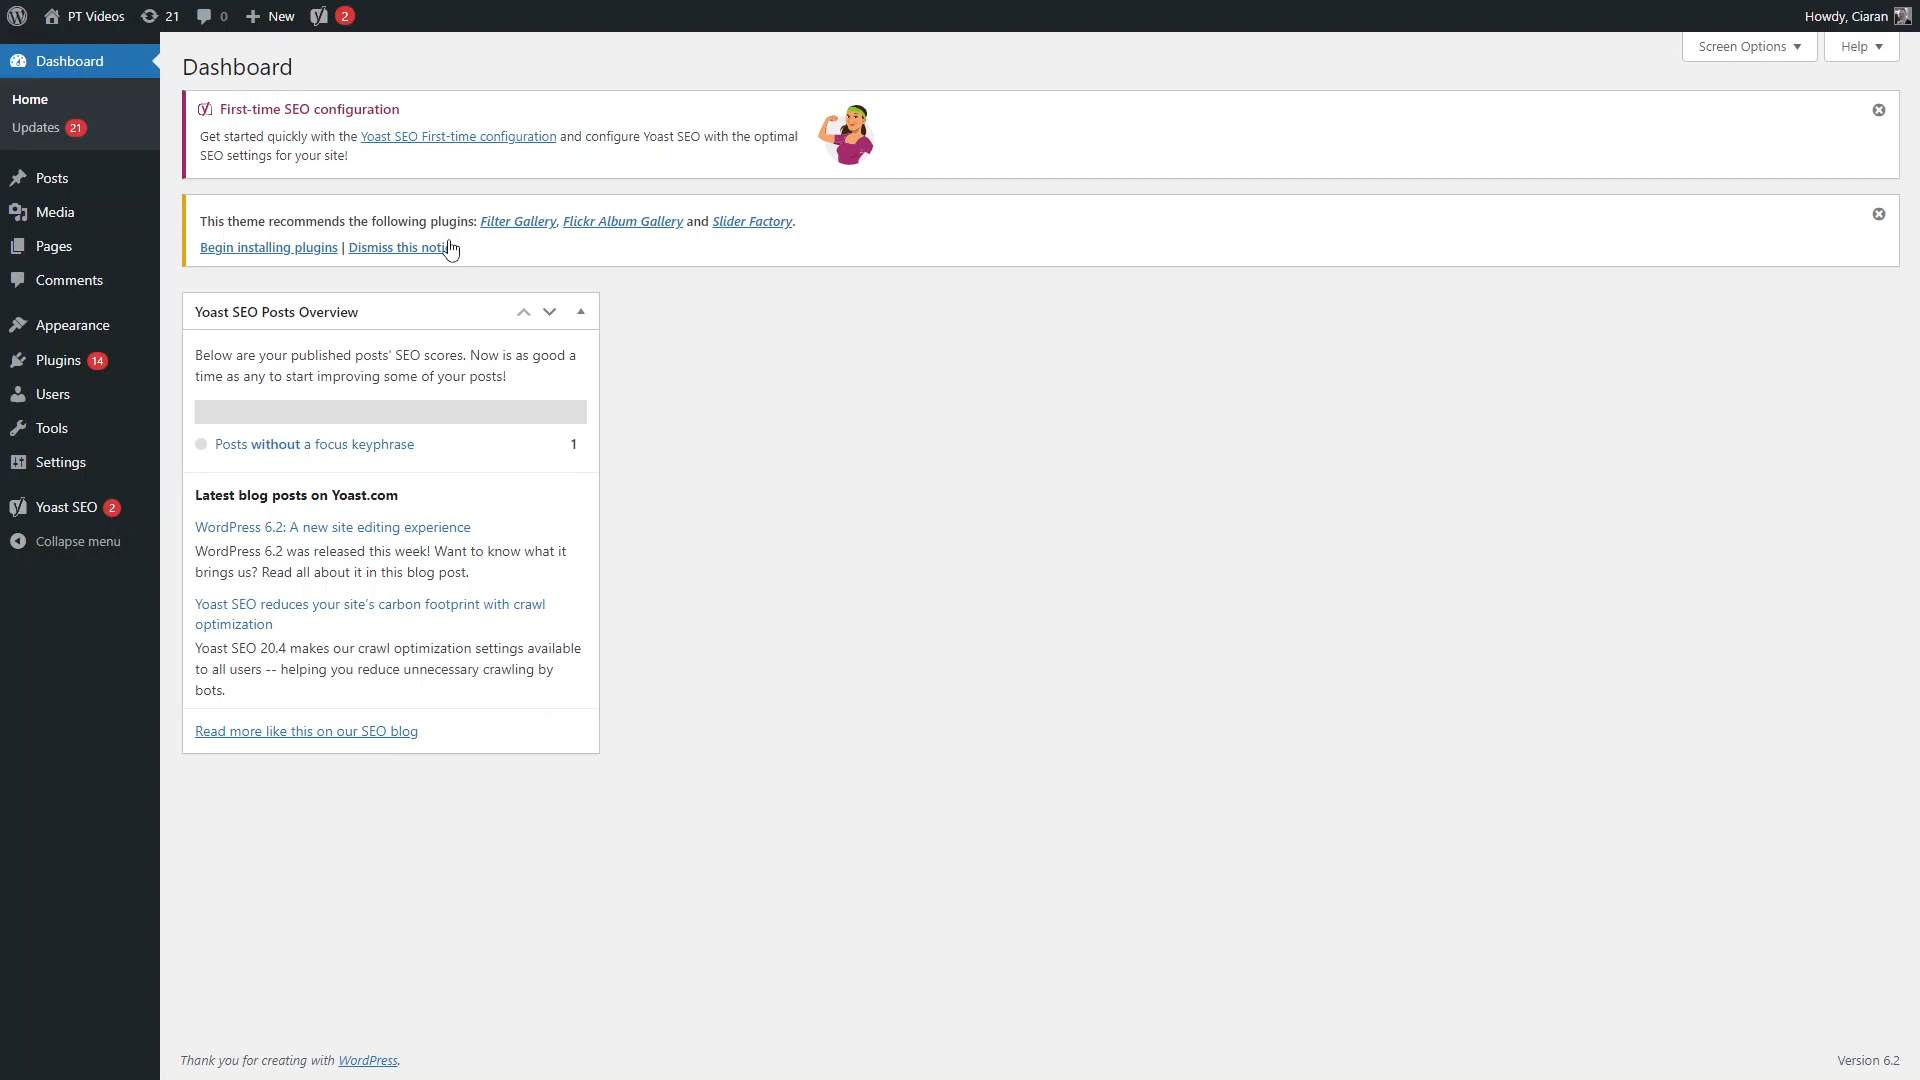 PT Videos 21 0 New 2 Howdy, Ciaran
Screen Options Help
Dashboard
Home
Updates 21
Posts
Media
Pages
Comments
Appearance
Plugins 14
Users
Tools
Settings
Yoast SEO 2
Collapse menu
Dashboard
First-time SEO configuration
Get started quickly with the Yoast SEO First-time configuration and configure Yoast SEO with the optimal
SEO settings for your site!
This theme recommends the following plugins: Filter Gallery, Flickr Album Gallery and Slider Factory.
Begin installing plugins | Dismiss this
Yoast SEO Posts Overview
Below are your published posts' SEO scores. Now is as good a
time as any to start improving some of your posts!
Posts without a focus keyphrase 1
Latest blog posts on Yoast.com
WordPress 6.2: A new site editing experience
WordPress 6.2 was released this week! Want to know what it
brings us? Read all about it in this blog post.
Yoast SEO reduces your site's carbon footprint with crawl
optimization
Yoast SEO 20.4 makes our crawl optimization settings available
to all users -- helping you reduce unnecessary crawling by
bots.
Read more like this on our SEO blog
Thank you for creating with WordPress.
Version 6.2